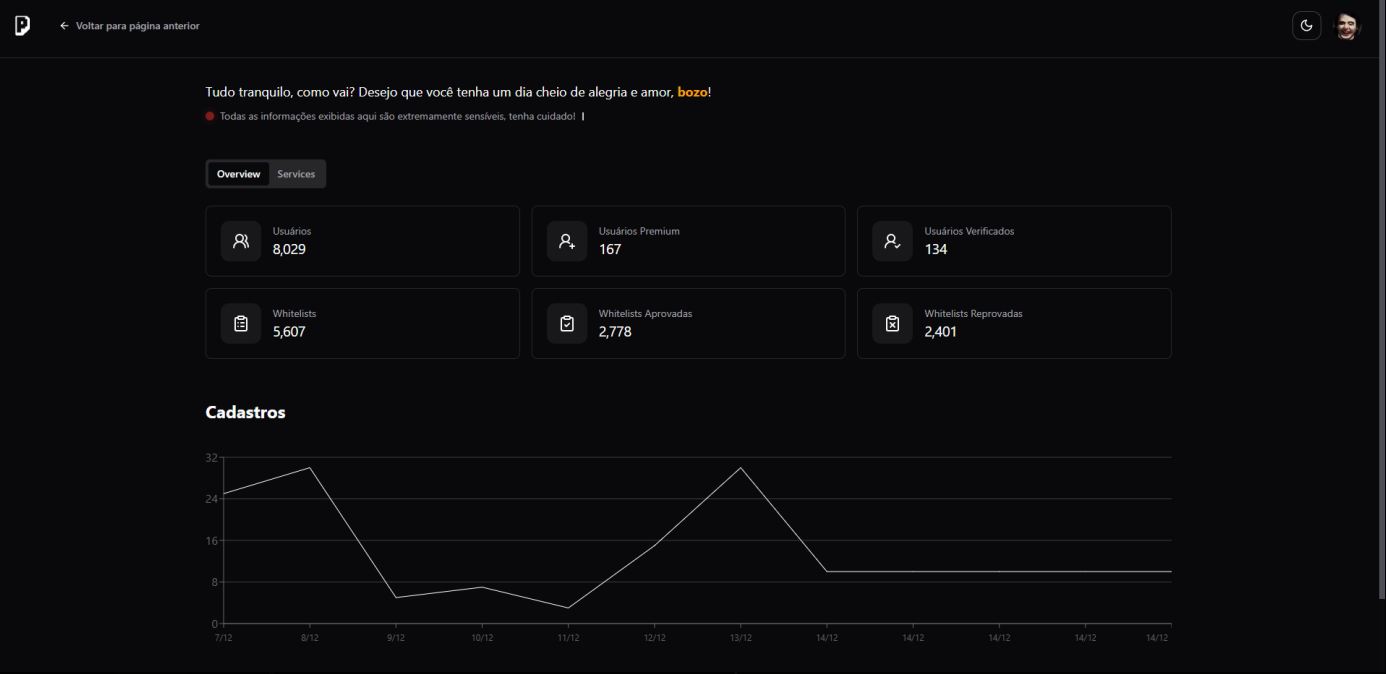 P
Voltar para página anterior
Tudo tranquilo, como vai? Desejo que você tenha um dia cheio de alegria e amor, bozo!
Todas as informações exibidas aqui são extremamente sensíveis, tenha cuidado!
Overview Services
Usuários
8,029
Usuários Premium
167
Usuários Verificados
134
Whitelists
5,607
Whitelists Aprovadas
2,778
Whitelists Reprovadas
2,401
Cadastros
32
24
16
8
0
7/12 8/12 9/12 10/12 11/12 12/12 13/12 14/12 14/12 14/12 14/12 14/12